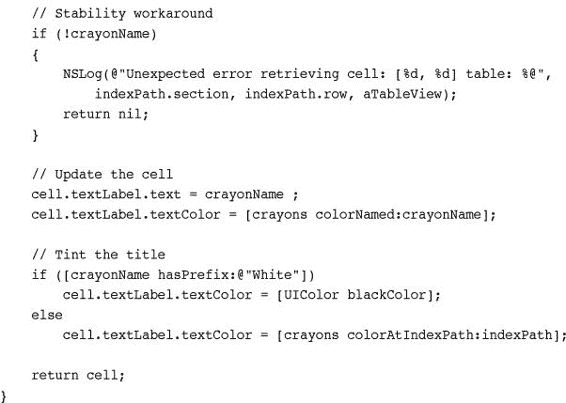 // Stability workaround
if (!crayonName)
{
NSLog(@"Unexpected error retrieving cell: [%d, %d] table: %@",
indexPath.section, indexPath.row, aTableView);
return nil;
}
// Update the cell
cell.textLabel.text = crayonName ;
cell.textLabel.textColor = [crayons colorNamed:crayonName];
// Tint the title
if ([crayonName hasPrefix:@"White"])
cell.textLabel.textColor = [UIColor blackColor];
else
cell.textLabel.textColor = [crayons colorAtIndexPath:indexPath];
return cell;
}